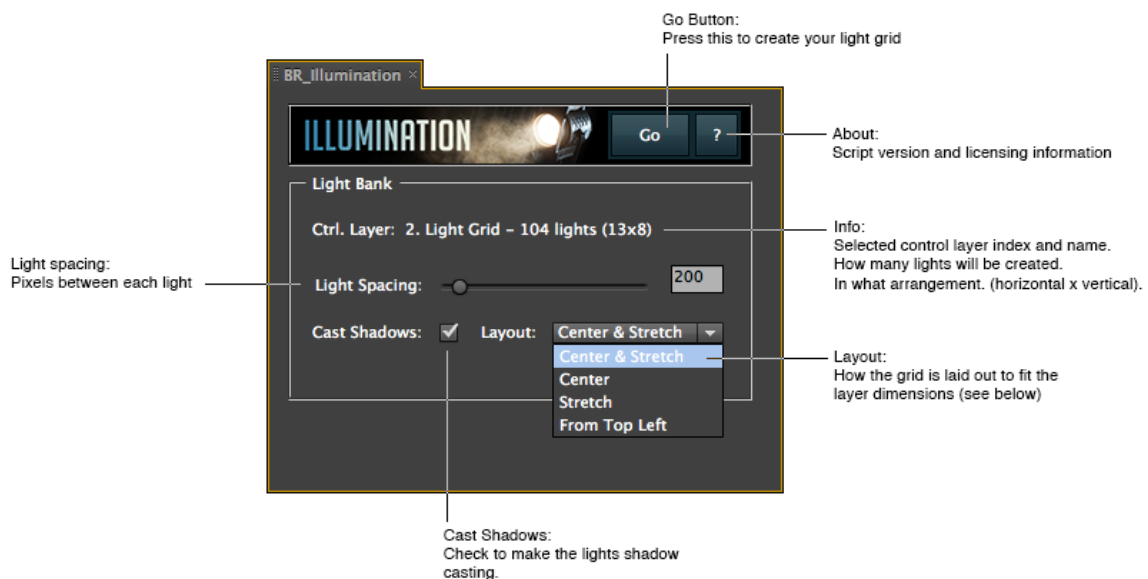 Go Button:
Press this to create your light grid
BR_Illumination ×
ILLUMINATION
Go
?
About:
Script version and licensing information
Light Bank
Ctrl. Layer: 2. Light Grid – 104 lights (13x8)
Info:
Selected control layer index and name.
How many lights will be created.
In what arrangement. (horizontal x vertical).
Light spacing:
Pixels between each light
Light Spacing:
200
Cast Shadows:
Layout:
Center & Stretch
Center & Stretch
Center
Stretch
From Top Left
Layout:
How the grid is laid out to fit the
layer dimensions (see below)
Cast Shadows:
Check to make the lights shadow
casting.